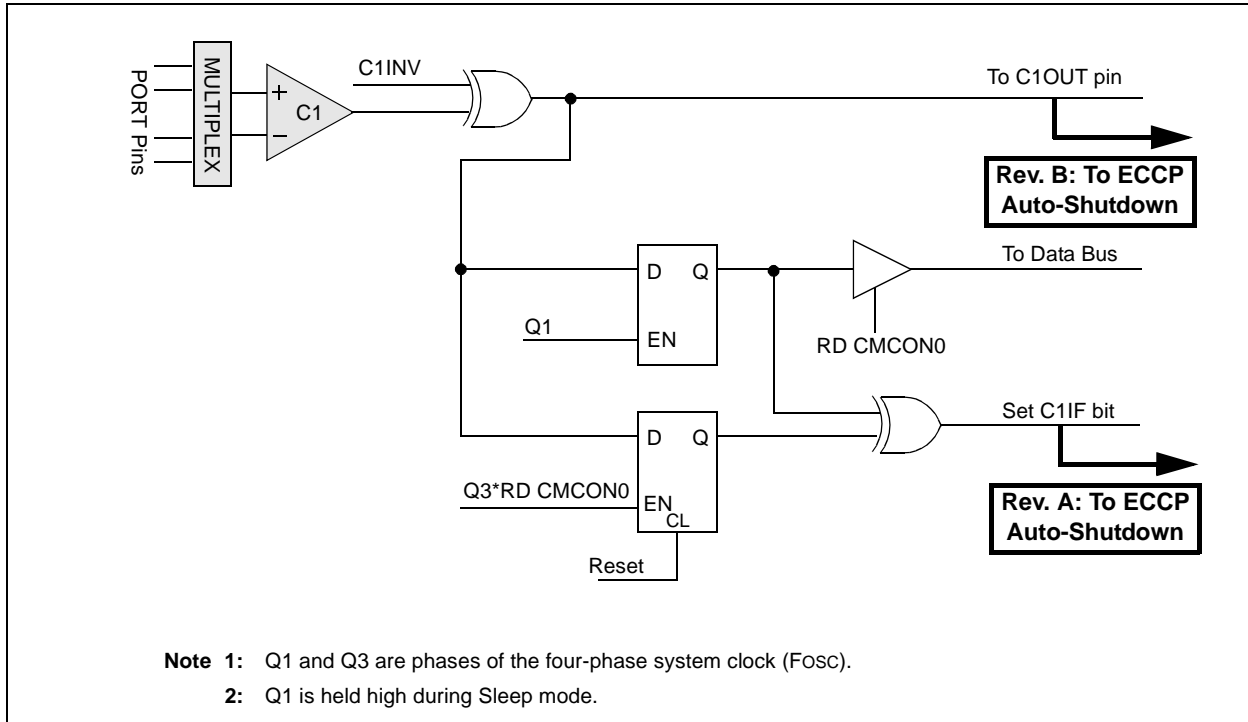 MULTIPLEX
PORT Pins
+
C1
−
C1INV
To C1OUT pin
Rev. B: To ECCP
Auto-Shutdown
D Q
Q1
EN
To Data Bus
RD CMCON0
D Q
Q3*RD CMCON0
EN
CL
Reset
Set C1IF bit
Rev. A: To ECCP
Auto-Shutdown
Note 1: Q1 and Q3 are phases of the four-phase system clock (FOSC).
2: Q1 is held high during Sleep mode.